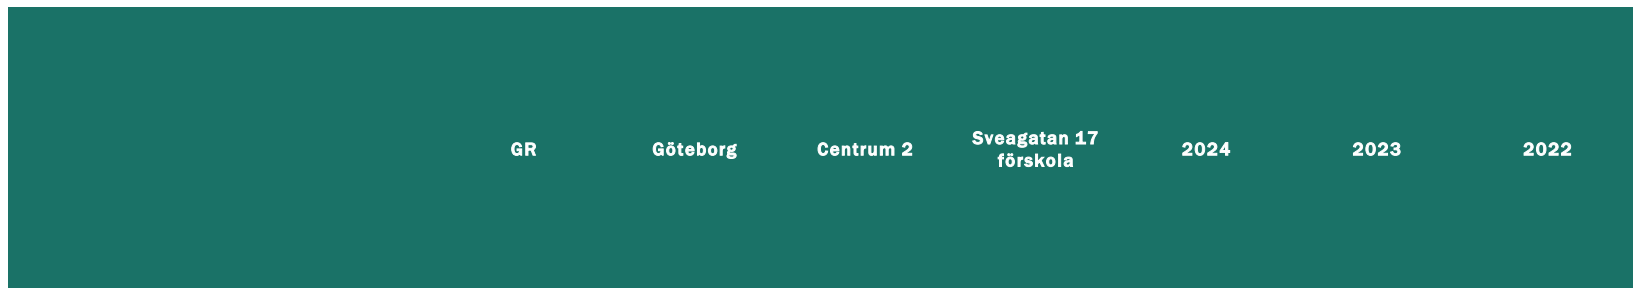 GR
Göteborg
Centrum 2
Sveagatan 17
förskola
2024
2023
2022